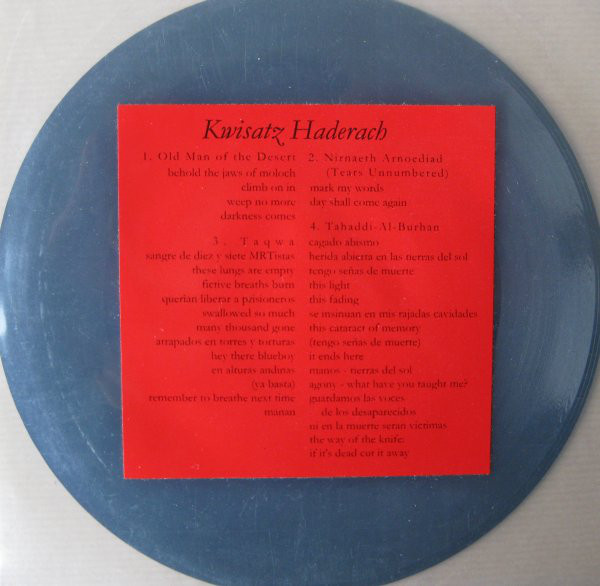 Kwisatz Haderach
1. Old Man of the Desert
behold the jaws of moloch
climb on in
weep no more
darkness comes
2. Nirnaeth Arnoediad
(Tears Unnumbered)
mark my words
day shall come again
3. Taqwa
sangre de diez y siete MRTistas
these lungs are empty
fictive breaths burn
querian liberar a prisioneros
swallowed so much
many thousand gone
atrapados en torres y torturas
hey there blueboy
en alturas andinas
(ya basta)
remember to breathe next time
manan
4. Tahaddi-Al-Burhan
cagado abismo
herida abierta en las tierras del sol
tengo señas de muerte
this light
this fading
se insinuan en mis rajadas cavidades
this cataract of memory
(tengo señas de muerte)
it ends here
manos - tierras del sol
agony - what have you taught me?
guardamos las voces
de los desaparecidos
ni en la muerte seran victimas
the way of the knife:
if it's dead cut it away